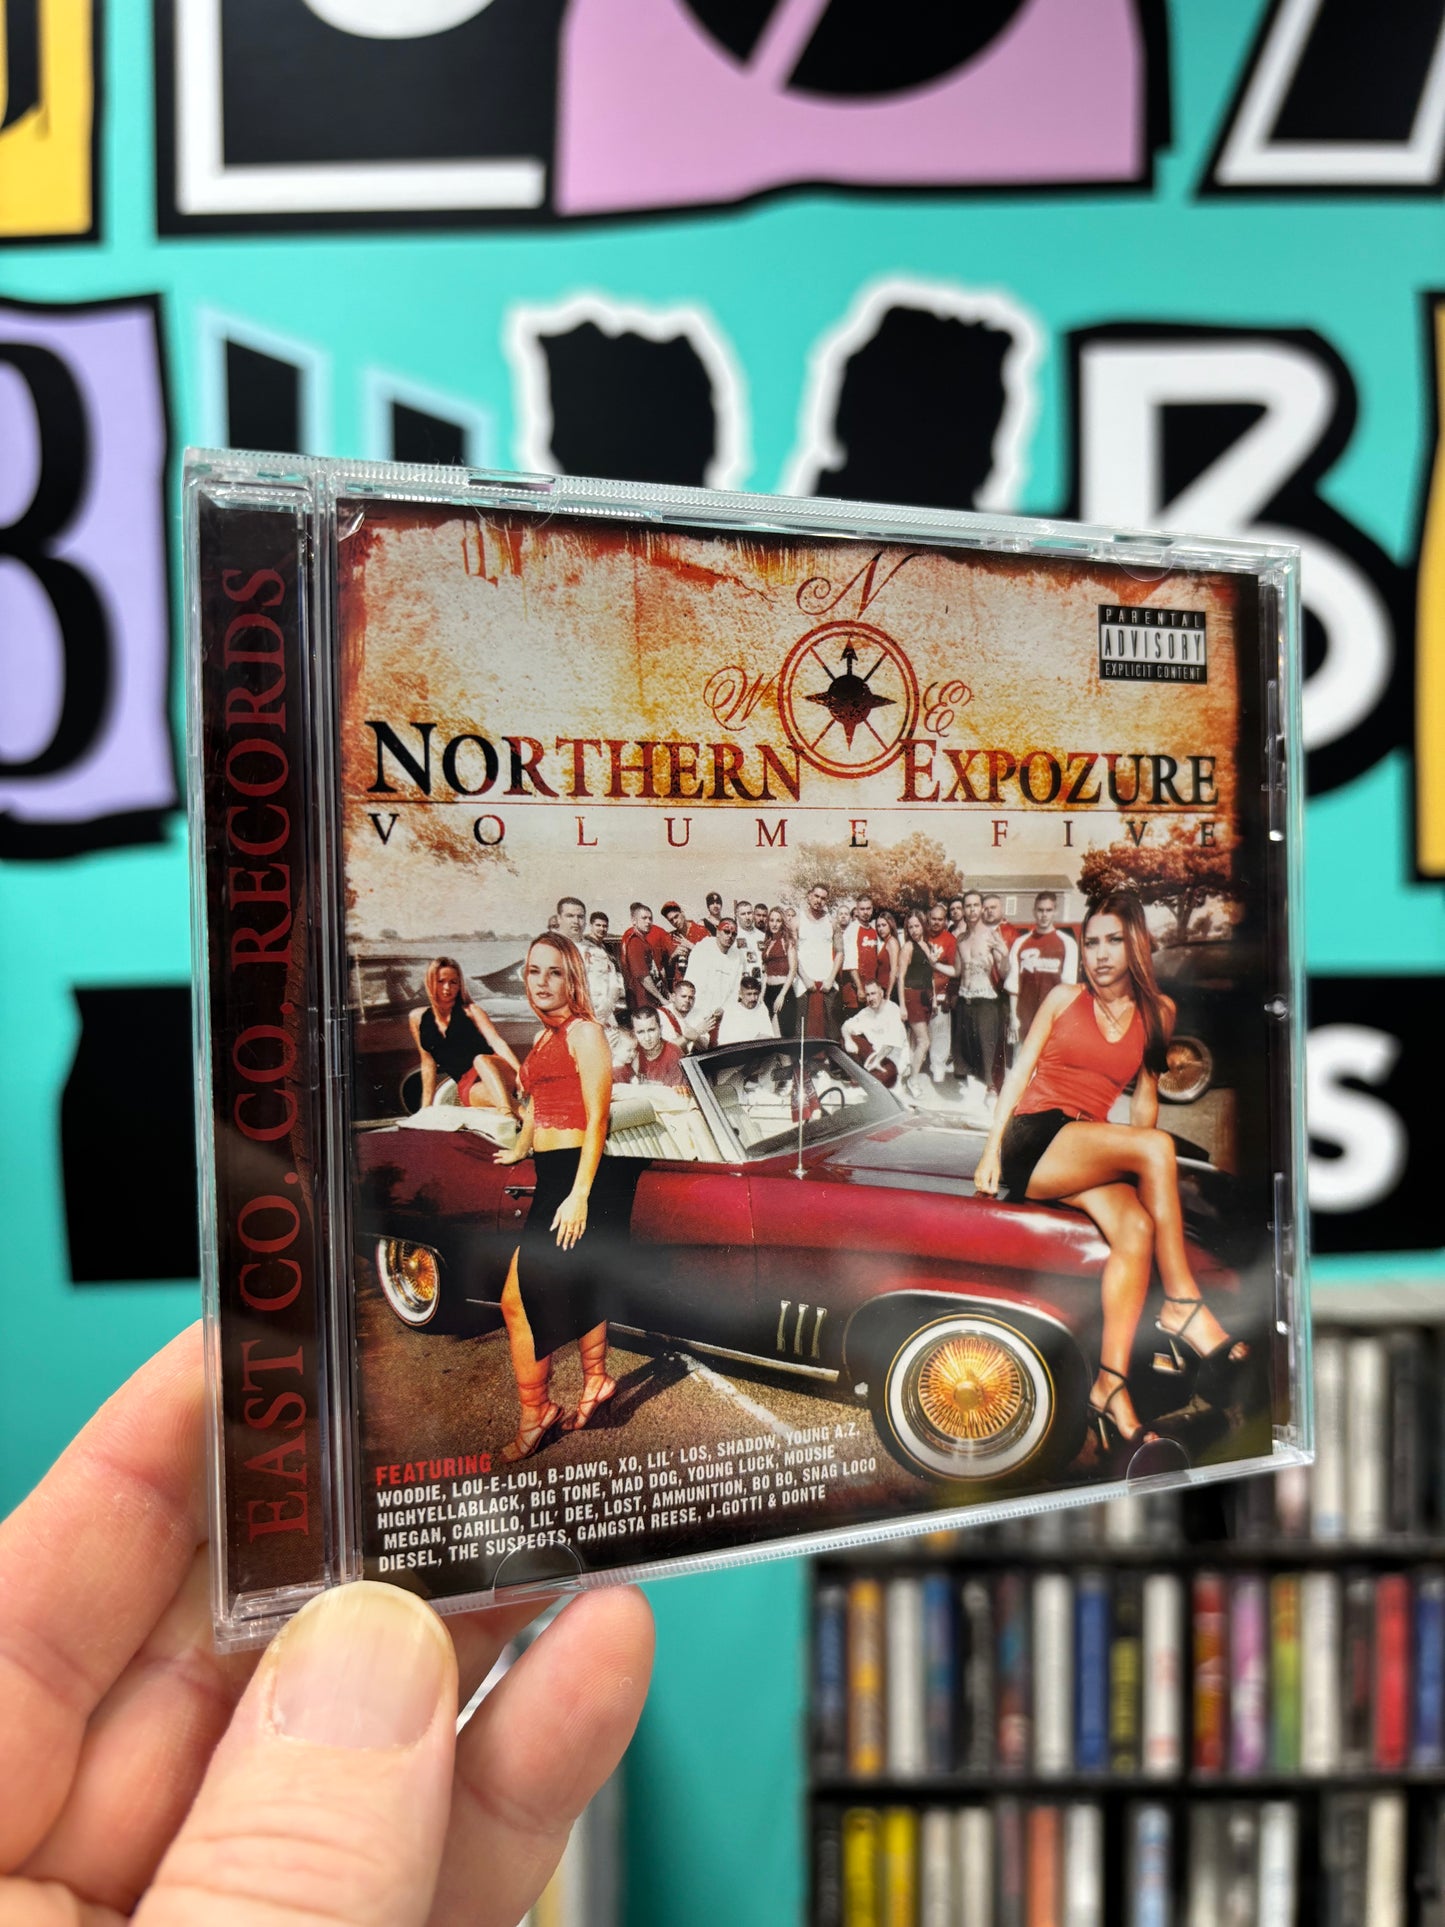 EAST CO. CO. RECORDS
N
W
E
PARENTAL
ADVISORY
EXPLICIT CONTENT
NORTHERN EXPOZURE
VOLUME FIVE
FEATURING
WOODIE, LOU-E-LOU, B-DAWG, XO, LIL' LOS, SHADOW, YOUNG A.Z.
HIGHYELLABLACK, BIG TONE, MAD DOG, YOUNG LUCK, MOUSIE
MEGAN, CARILLO, LIL' DEE, LOST, AMMUNITION, BO BO, SNAG LOCO
DIESEL, THE SUSPECTS, GANGSTA REESE, J-GOTTI & DONTE